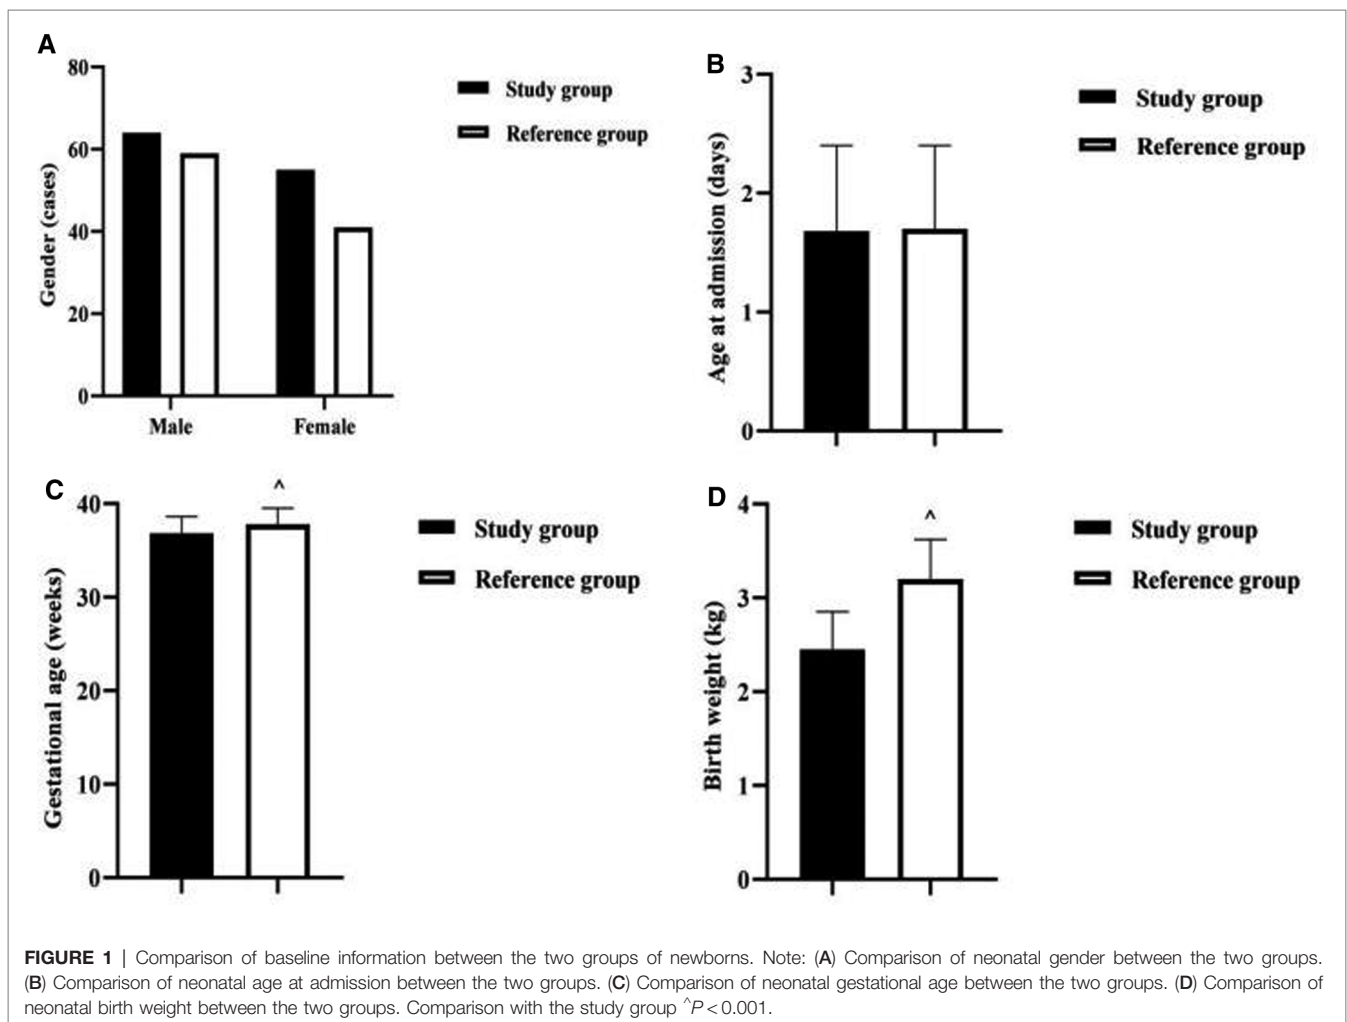 A
80
60
40
20
0
Gender (cases)
Male
Female
Study group
Reference group
B
3
2
1
0
Age at admission (days)
Study group
Reference group
C
^
40
30
20
10
0
Gestational age (weeks)
Study group
Reference group
D
^
4
3
2
1
0
Birth weight (kg)
Study group
Reference group
FIGURE 1 | Comparison of baseline information between the two groups of newborns. Note: (A) Comparison of neonatal gender between the two groups.
(B) Comparison of neonatal age at admission between the two groups. (C) Comparison of neonatal gestational age between the two groups. (D) Comparison of
neonatal birth weight between the two groups. Comparison with the study group ^P < 0.001.